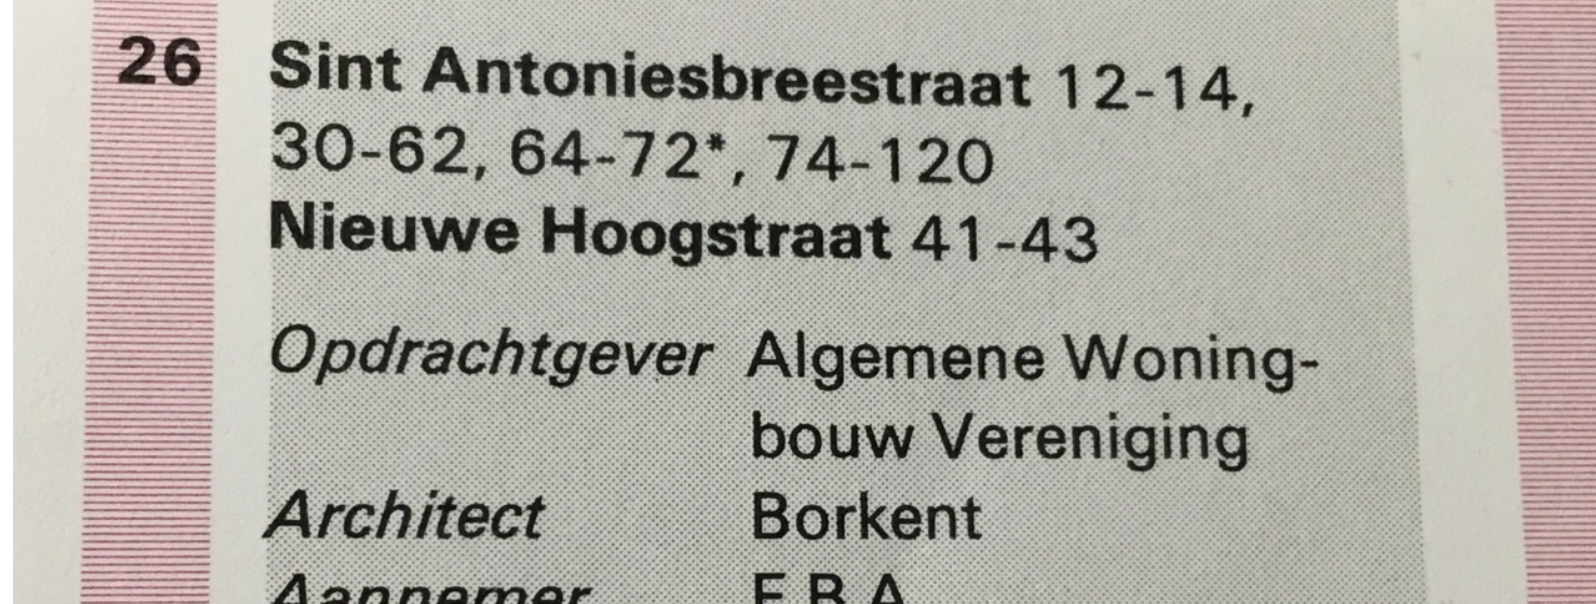 26 Sint Antoniesbreestraat 12-14,
30-62, 64-72*, 74-120
Nieuwe Hoogstraat 41-43
Opdrachtgever Algemene Woning-
bouw Vereniging
Architect Borkent
Aannemer